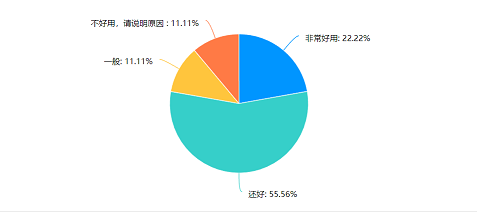 不好用，请说明原因 : 11.11%
非常好用: 22.22%
一般: 11.11%
还好: 55.56%